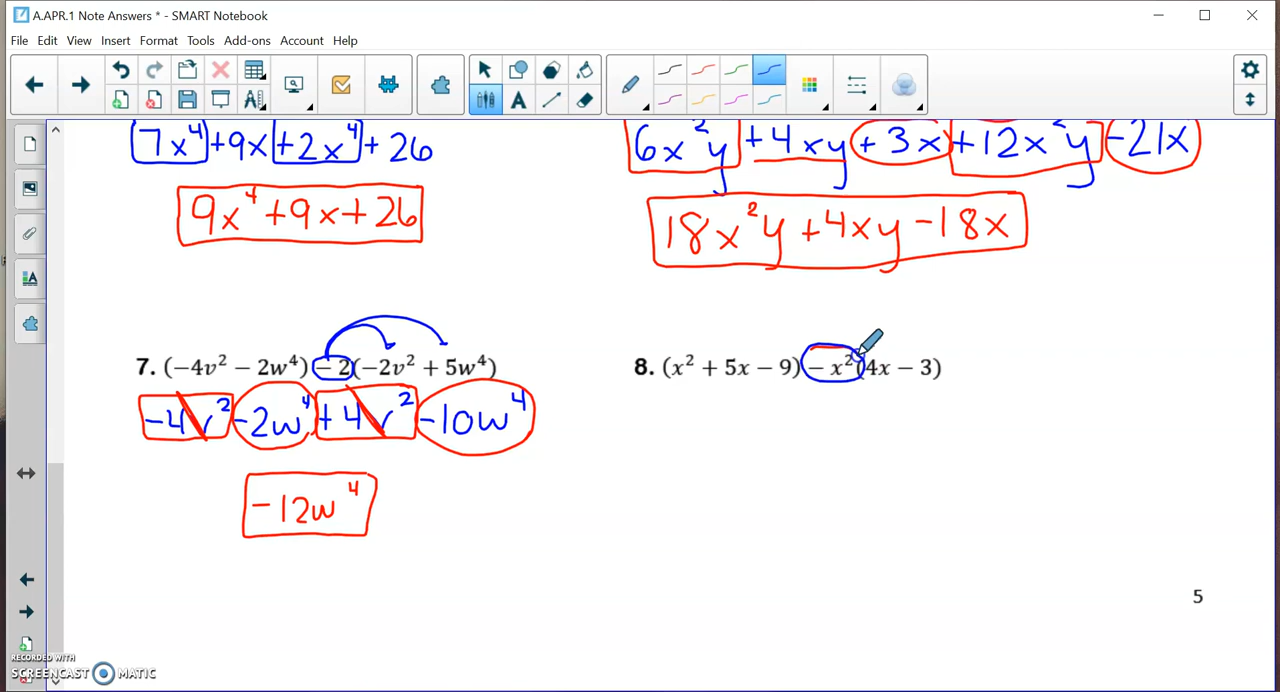 A.APR.1 Note Answers * - SMART Notebook
File Edit View Insert Format Tools Add-ons Account Help
7x⁴ + 9x + 2x⁴ + 26
9x⁴ + 9x + 26
6x²y + 4xy + 3x + 12x²y - 21x
18x²y + 4xy - 18x
7. (−4v² − 2w⁴) − 2(−2v² + 5w⁴)
-4v² -2w⁴ + 4v² -10w⁴
-12w⁴
8. (x² + 5x − 9) − x²(4x − 3)
5
RECORDED WITH
SCREENCAST MATIC